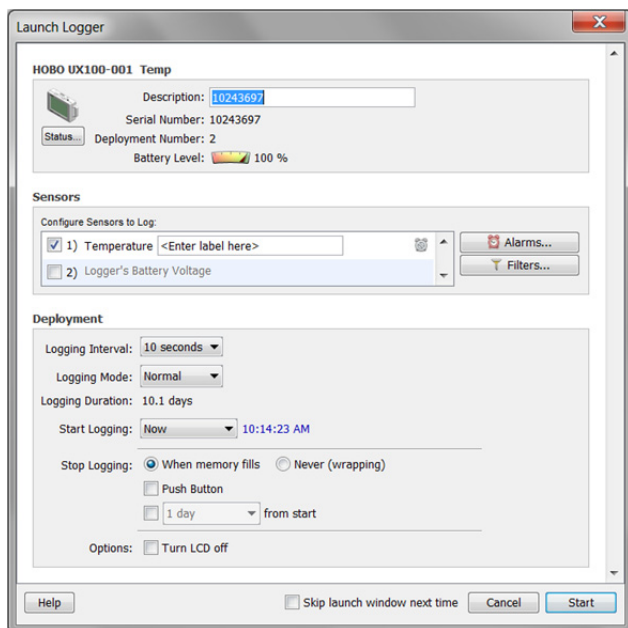 Launch Logger
HOBO UX100-001 Temp
Description: 10243697
Serial Number: 10243697
Status... Deployment Number: 2
Battery Level: 100 %
Sensors
Configure Sensors to Log:
1) Temperature <Enter label here>
Alarms...
2) Logger's Battery Voltage
Filters...
Deployment
Logging Interval: 10 seconds
Logging Mode: Normal
Logging Duration: 10.1 days
Start Logging: Now 10:14:23 AM
Stop Logging: When memory fills Never (wrapping)
Push Button
1 day from start
Options: Turn LCD off
Help Skip launch window next time Cancel Start